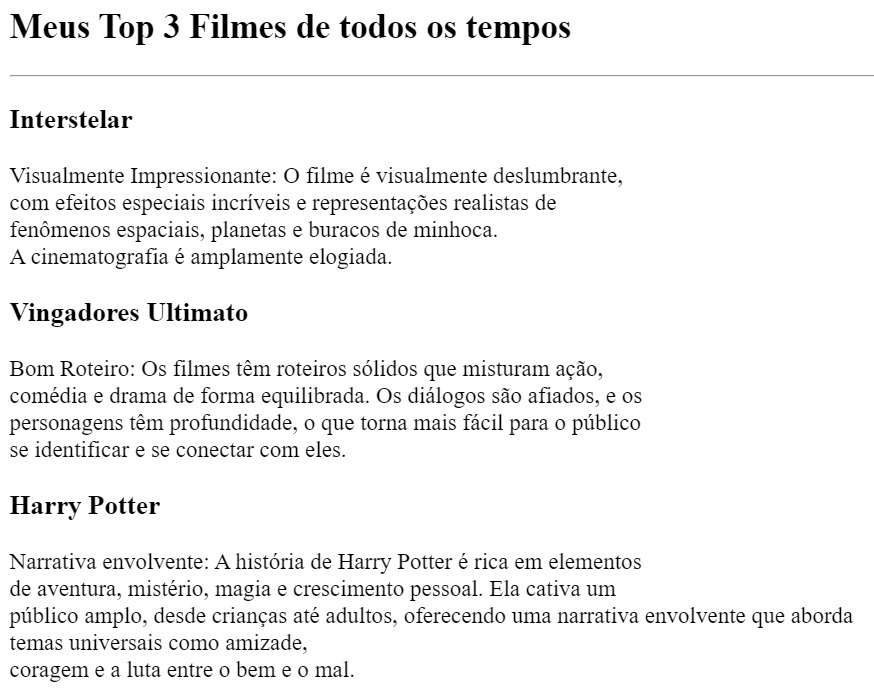 Meus Top 3 Filmes de todos os tempos
Interstelar
Visualmente Impressionante: O filme é visualmente deslumbrante,
com efeitos especiais incríveis e representações realistas de
fenômenos espaciais, planetas e buracos de minhoca.
A cinematografia é amplamente elogiada.
Vingadores Ultimato
Bom Roteiro: Os filmes têm roteiros sólidos que misturam ação,
comédia e drama de forma equilibrada. Os diálogos são afiados, e os
personagens têm profundidade, o que torna mais fácil para o público
se identificar e se conectar com eles.
Harry Potter
Narrativa envolvente: A história de Harry Potter é rica em elementos
de aventura, mistério, magia e crescimento pessoal. Ela cativa um
público amplo, desde crianças até adultos, oferecendo uma narrativa envolvente que aborda
temas universais como amizade,
coragem e a luta entre o bem e o mal.